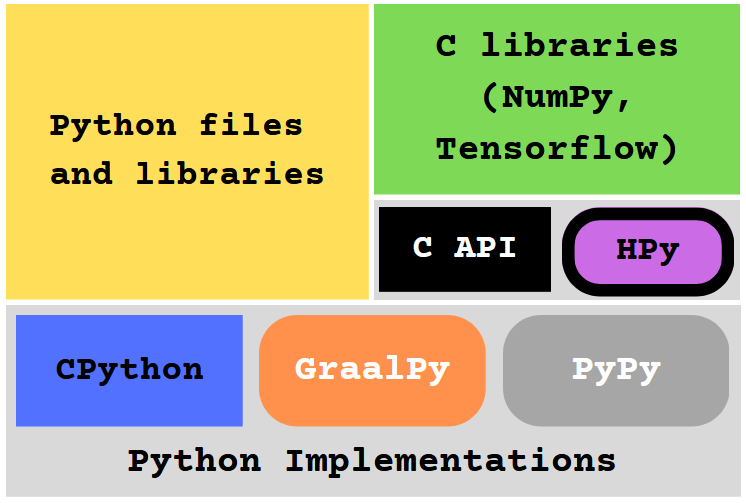 Python files
and libraries
C libraries
(NumPy,
Tensorflow)
C API
HPy
CPython
GraalPy
PyPy
Python Implementations